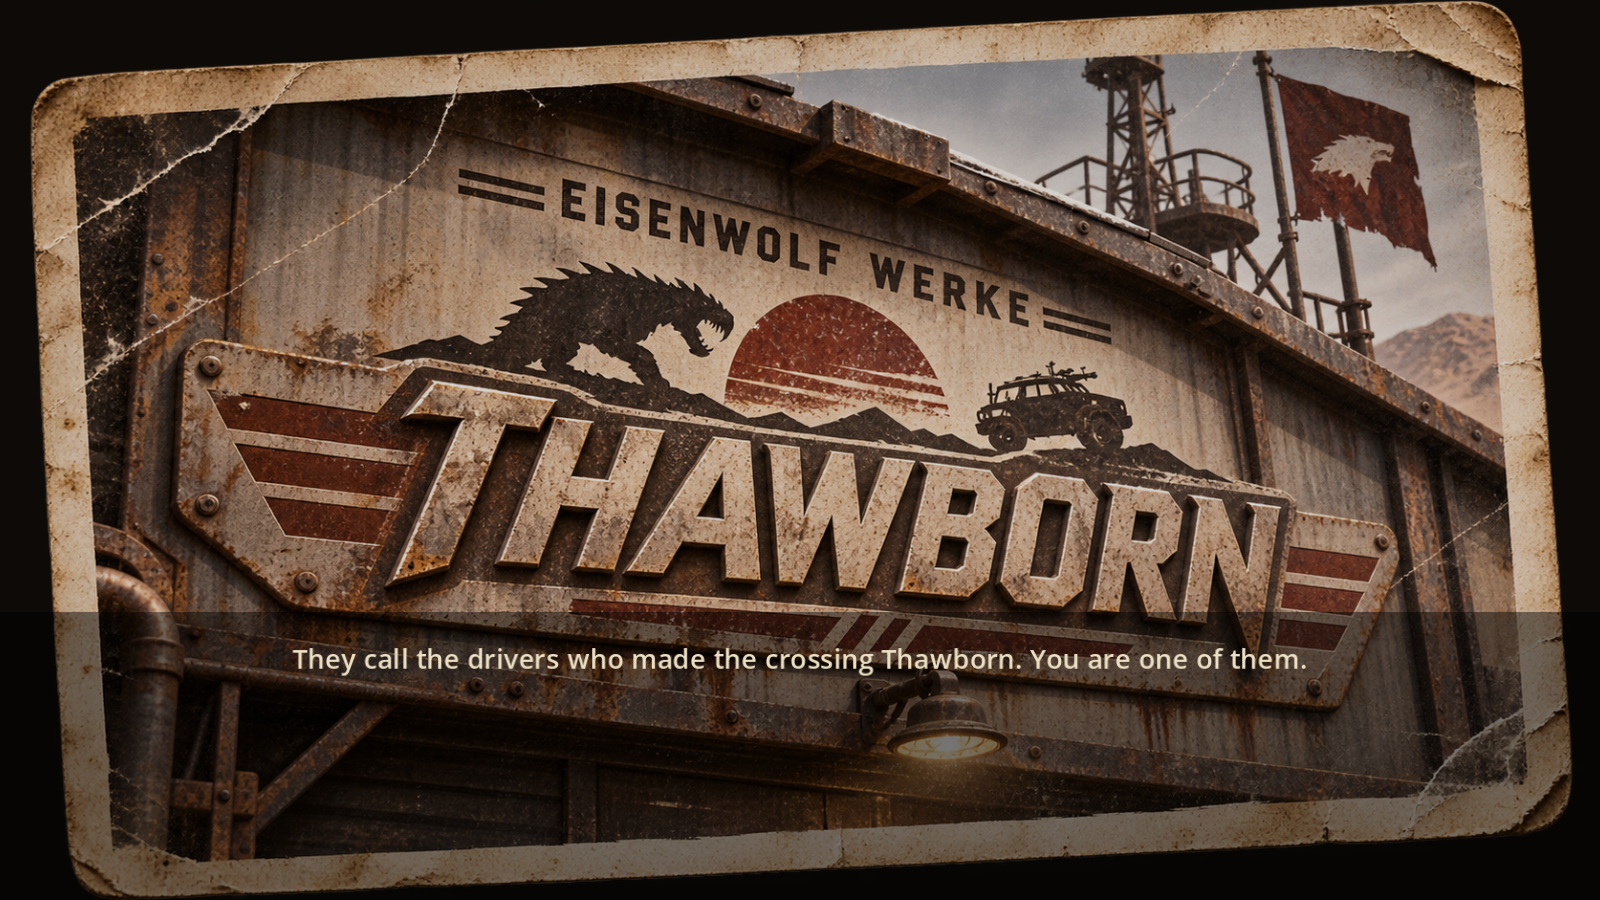 EISENWOLF WERKE
THAWBORN
They call the drivers who made the crossing Thawborn. You are one of them.